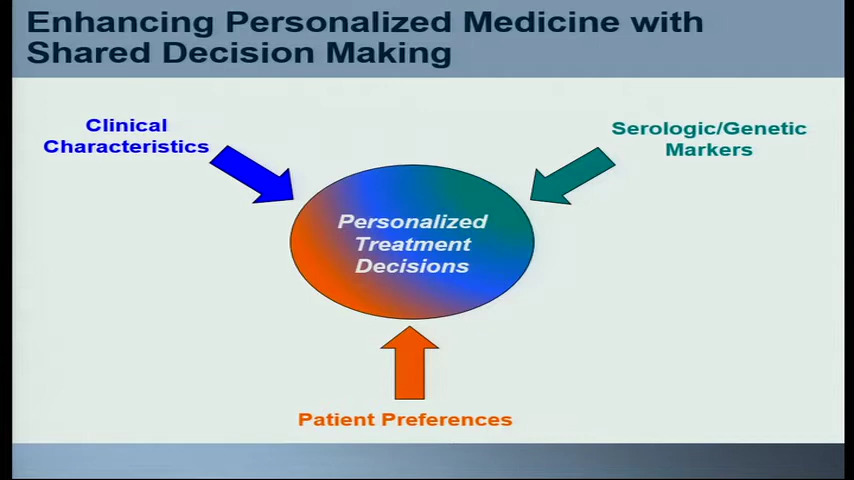 Enhancing Personalized Medicine with
Shared Decision Making
Clinical
Characteristics
Serologic/Genetic
Markers
Personalized
Treatment
Decisions
Patient Preferences